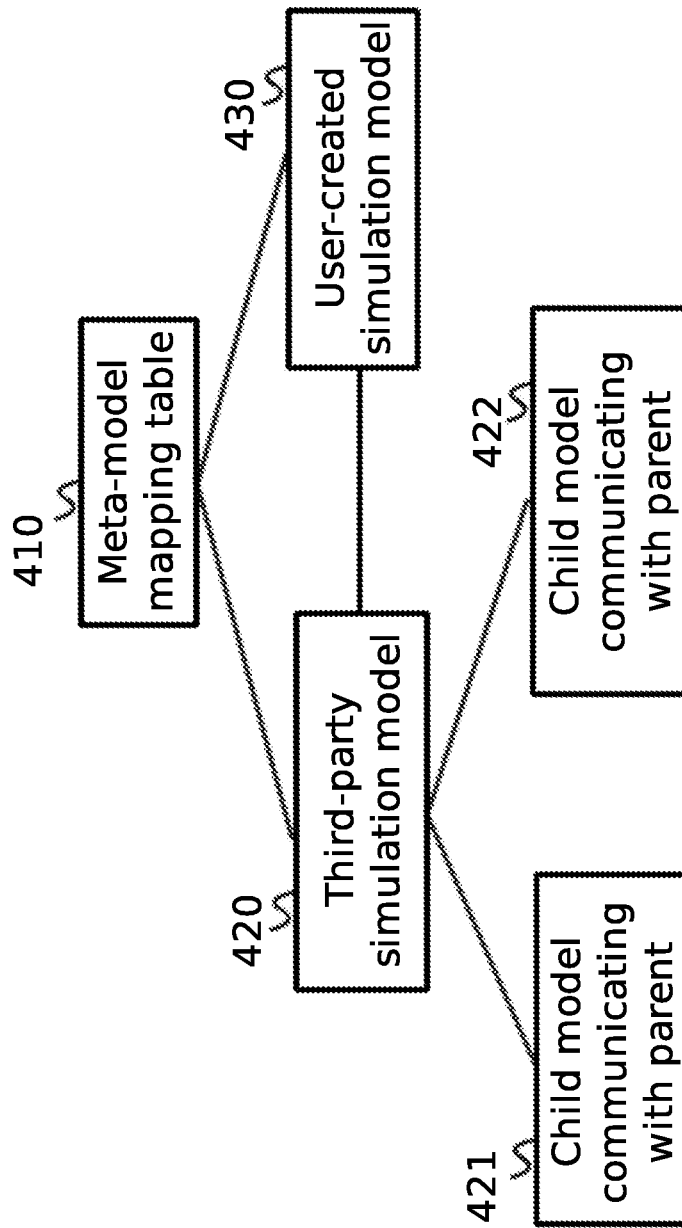 410
Meta-model
mapping table
430
User-created
simulation model
420
Third-party
simulation model
421
Child model
communicating
with parent
422
Child model
communicating
with parent